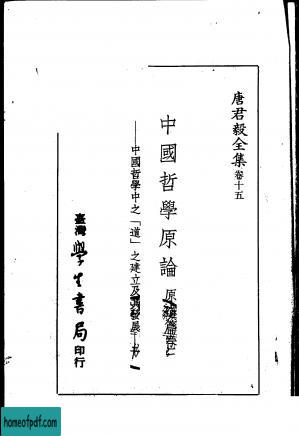 唐君毅全集 卷十五
中國哲學原論 原道篇卷二
——中國哲學中之「道」之建立及其發展——
臺灣學生書局印行
homeofpdf.com